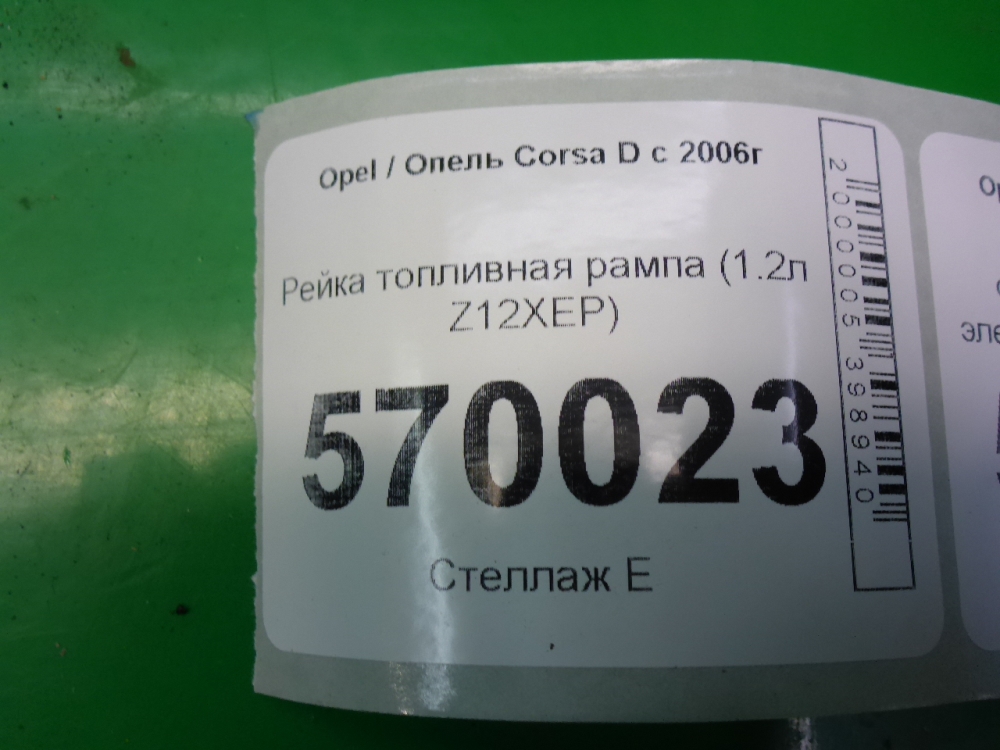 Opel / Опель Corsa D с 2006г
Рейка топливная рампа (1.2л
Z12XEP)
570023
Стеллаж Е
2000005398940